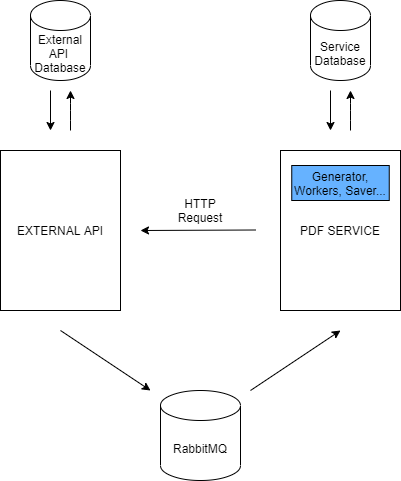 External
API
Database
Service
Database
Generator,
Workers, Saver...
HTTP
Request
EXTERNAL API
PDF SERVICE
RabbitMQ